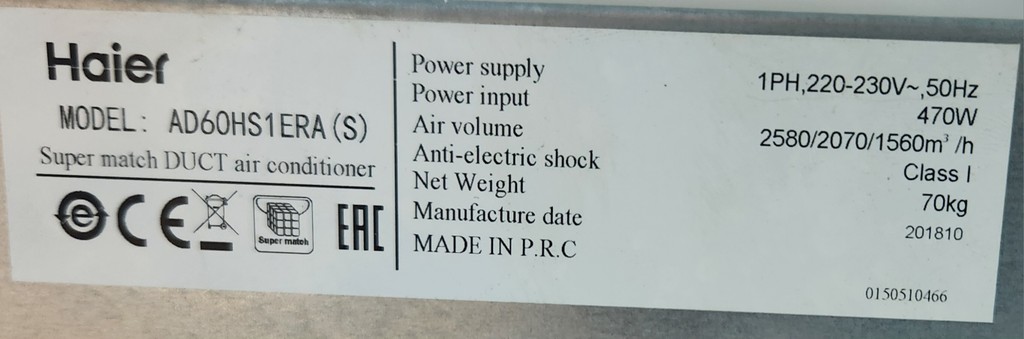 Haier
MODEL: AD60HS1ERA(S)
Super match DUCT air conditioner
e CE
Super match
EAC
Power supply 1PH,220-230V~,50Hz
Power input 470W
Air volume 2580/2070/1560m³ /h
Anti-electric shock Class I
Net Weight 70kg
Manufacture date 201810
MADE IN P.R.C
0150510466